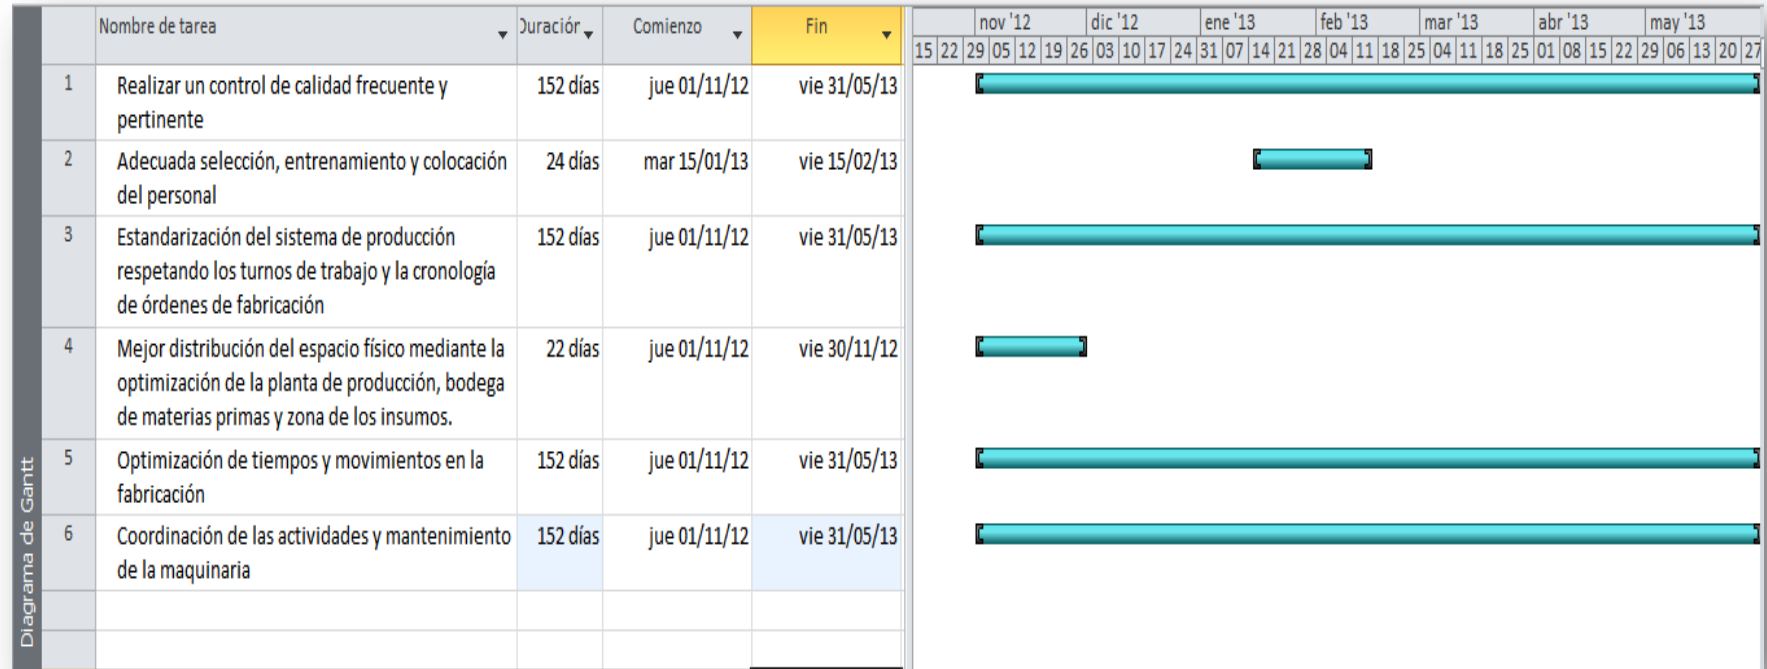 Nombre de tarea Duración Comienzo Fin
nov '12 dic '12 ene '13 feb '13 mar '13 abr '13 may '13
15 22 29 05 12 19 26 03 10 17 24 31 07 14 21 28 04 11 18 25 04 11 18 25 01 08 15 22 29 06 13 20 27
1 Realizar un control de calidad frecuente y 152 días jue 01/11/12 vie 31/05/13
pertinente
2 Adecuada selección, entrenamiento y colocación 24 días mar 15/01/13 vie 15/02/13
del personal
3 Estandarización del sistema de producción 152 días jue 01/11/12 vie 31/05/13
respetando los turnos de trabajo y la cronología
de órdenes de fabricación
4 Mejor distribución del espacio físico mediante la 22 días jue 01/11/12 vie 30/11/12
optimización de la planta de producción, bodega
de materias primas y zona de los insumos.
5 Optimización de tiempos y movimientos en la 152 días jue 01/11/12 vie 31/05/13
fabricación
6 Coordinación de las actividades y mantenimiento 152 días jue 01/11/12 vie 31/05/13
de la maquinaria
Diagrama de Gantt